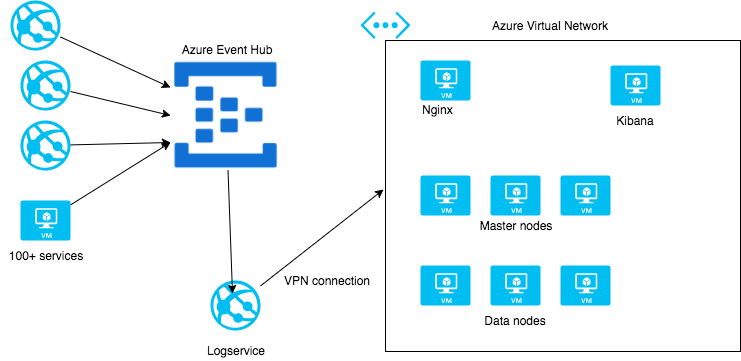 Azure Event Hub
Azure Virtual Network
VM
Nginx
VM
Kibana
VM
100+ services
VM
VM
VM
Master nodes
VPN connection
VM
VM
VM
Data nodes
Logservice